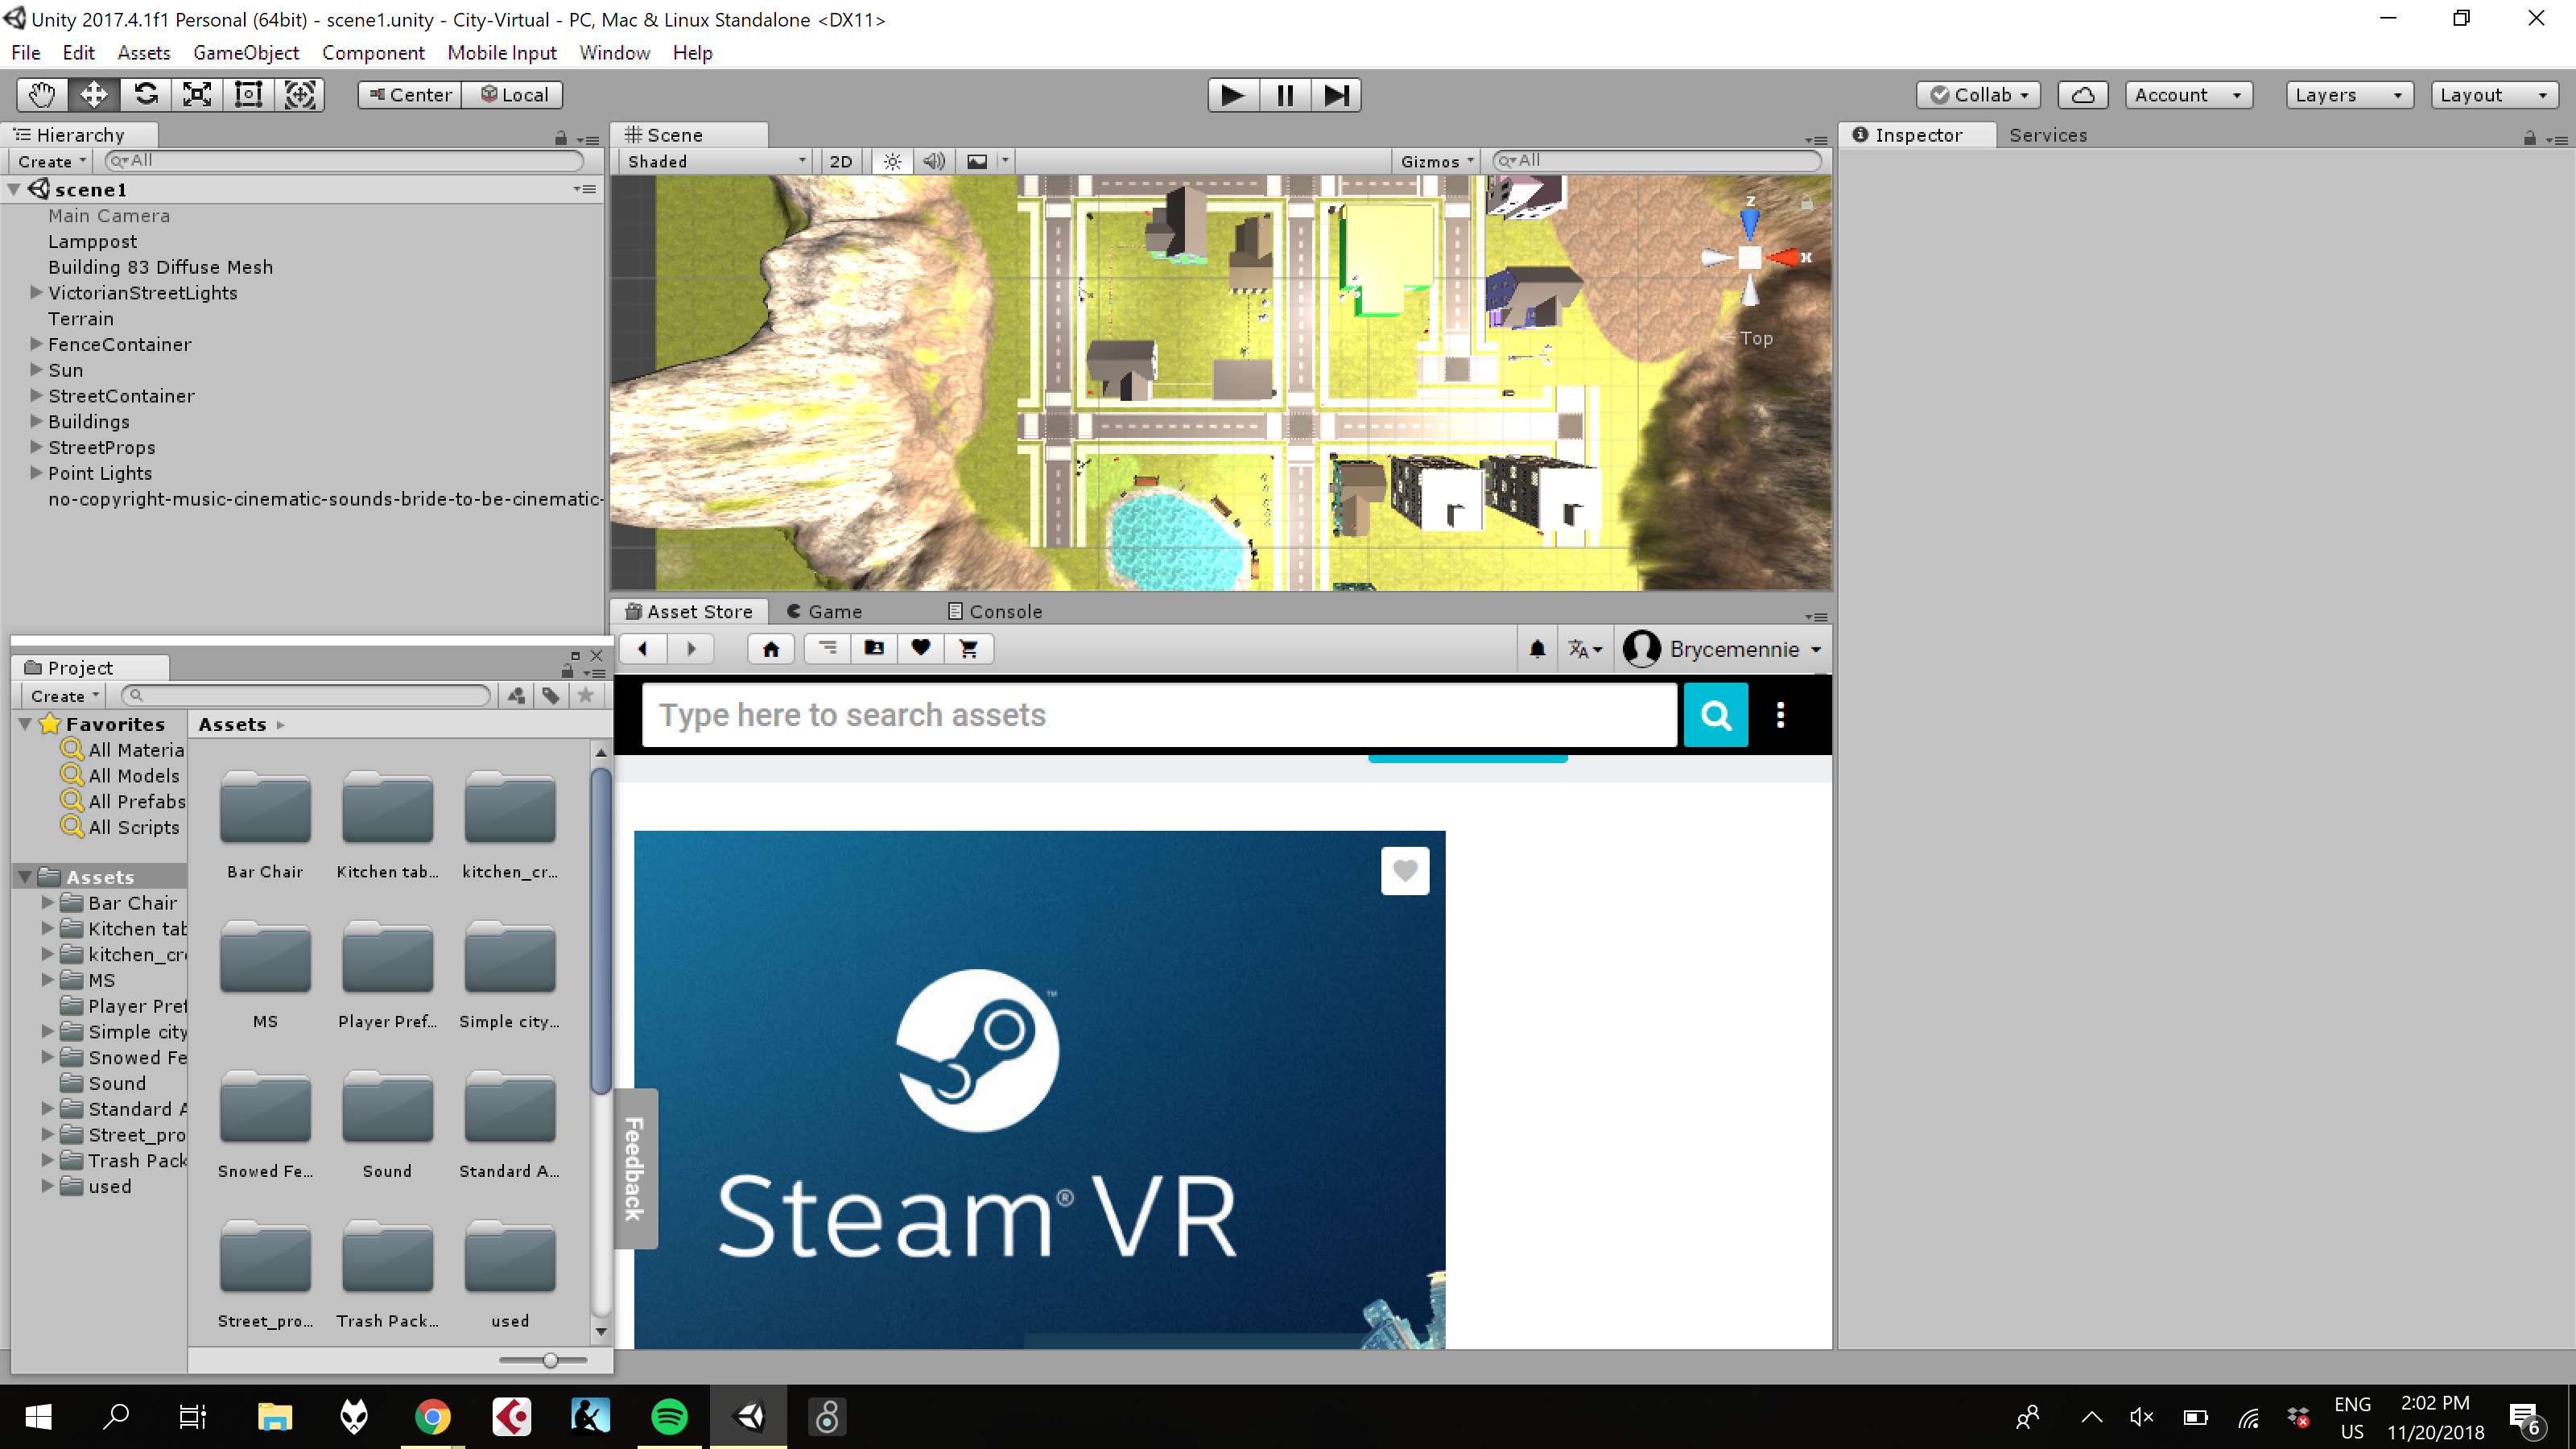 Unity 2017.4.1f1 Personal (64bit) - scene1.unity - City-Virtual - PC, Mac & Linux Standalone <DX11>
File Edit Assets GameObject Component Mobile Input Window Help
Center Local Collab Account Layers Layout
Hierarchy
Create All
scene1
Main Camera
Lamppost
Building 83 Diffuse Mesh
VictorianStreetLights
Terrain
FenceContainer
Sun
StreetContainer
Buildings
StreetProps
Point Lights
no-copyright-music-cinematic-sounds-bride-to-be-cinematic-
Scene
Shaded 2D Gizmos All
z
x
Top
Inspector Services
Project
Create
Favorites
All Materia
All Models
All Prefabs
All Scripts
Assets
Bar Chair
Kitchen tab
kitchen_cre
MS
Player Pref
Simple city
Snowed Fe
Sound
Standard A
Street_pro
Trash Pack
used
Assets
Bar Chair Kitchen tab... kitchen_cr...
MS Player Pref... Simple city...
Snowed Fe... Sound Standard A...
Street_pro... Trash Pack... used
Asset Store Game Console
Brycemennie
Type here to search assets
Feedback
™
Steam® VR
ENG
US
2:02 PM
11/20/2018
6